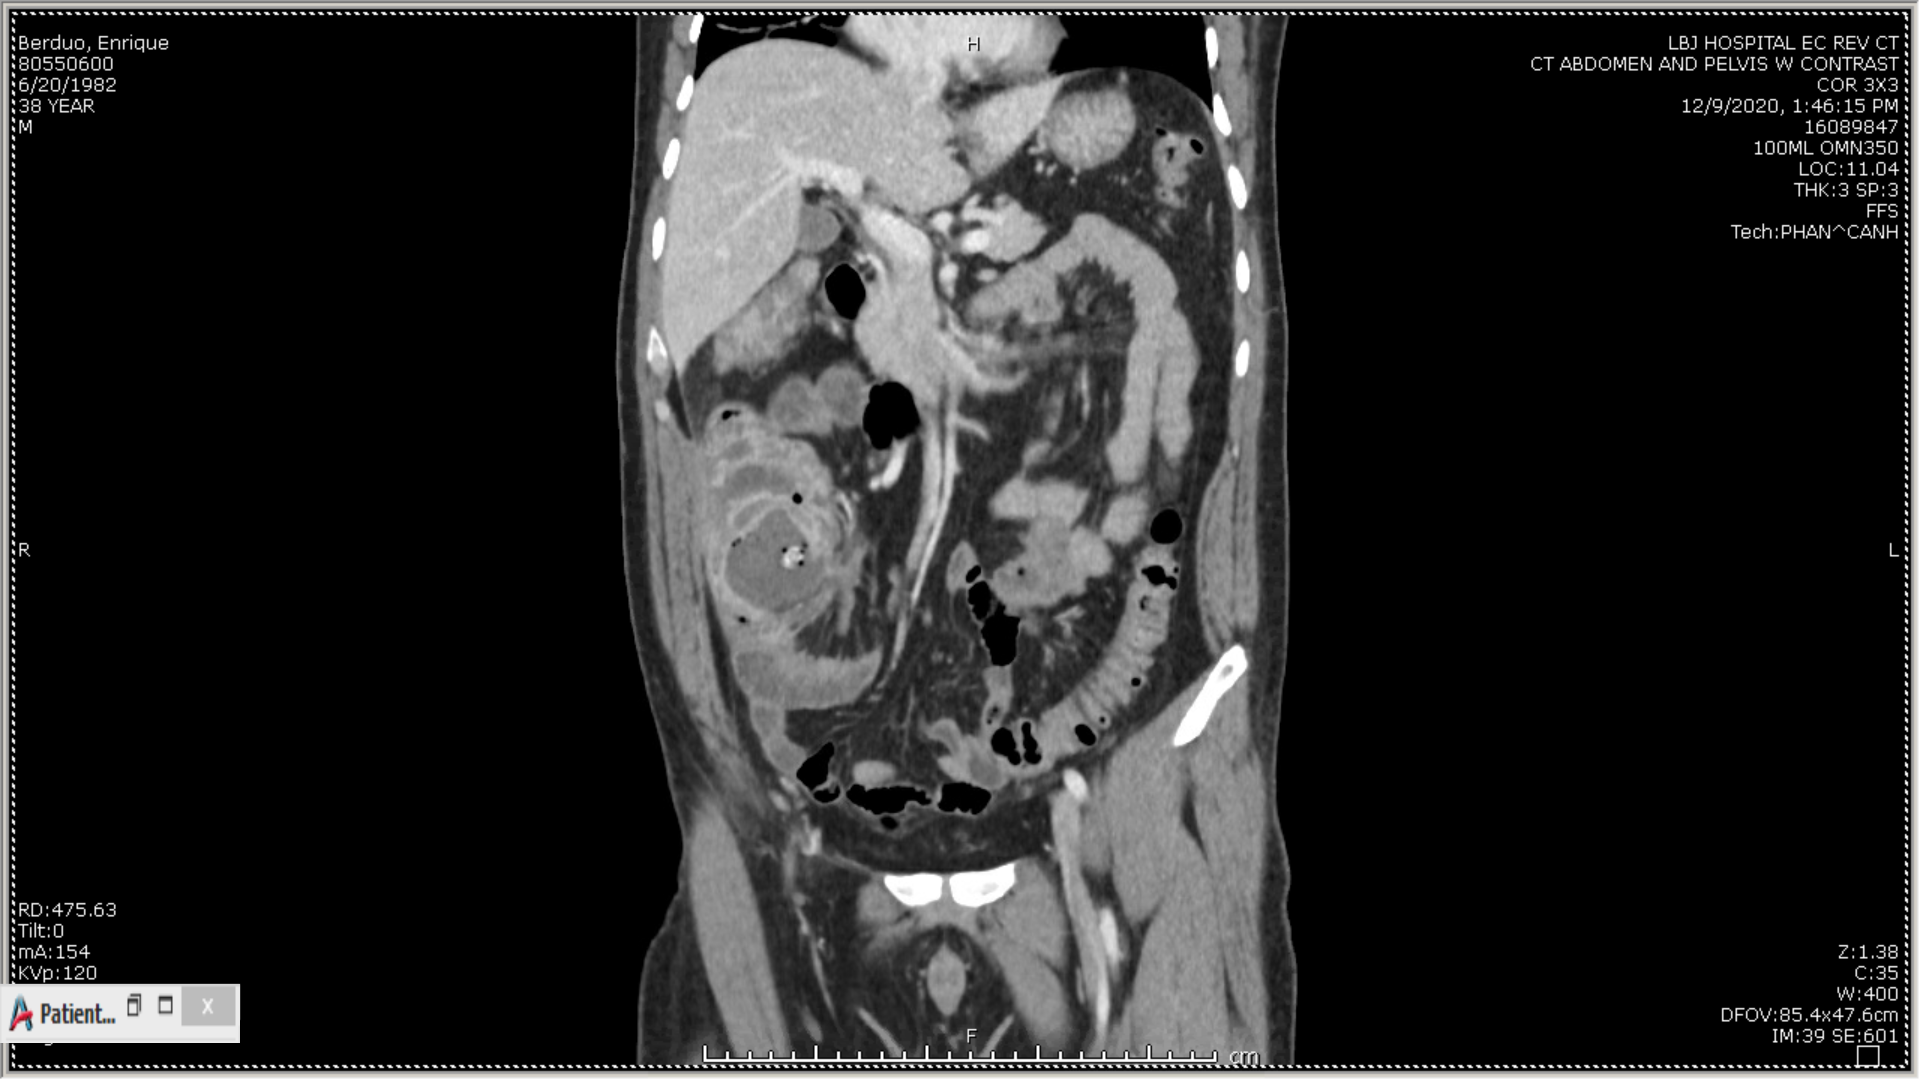 Berduo, Enrique
80550600
6/20/1982
38 YEAR
M
H
LBJ HOSPITAL EC REV CT
CT ABDOMEN AND PELVIS W CONTRAST
COR 3X3
12/9/2020, 1:46:15 PM
16089847
100ML OMN350
LOC:11.04
THK:3 SP:3
FFS
Tech:PHAN^CANH
R
L
RD:475.63
Tilt:0
mA:154
KVp:120
Patient...
Z:1.38
C:35
W:400
DFOV:85.4x47.6cm
IM:39 SE:601
F
cm